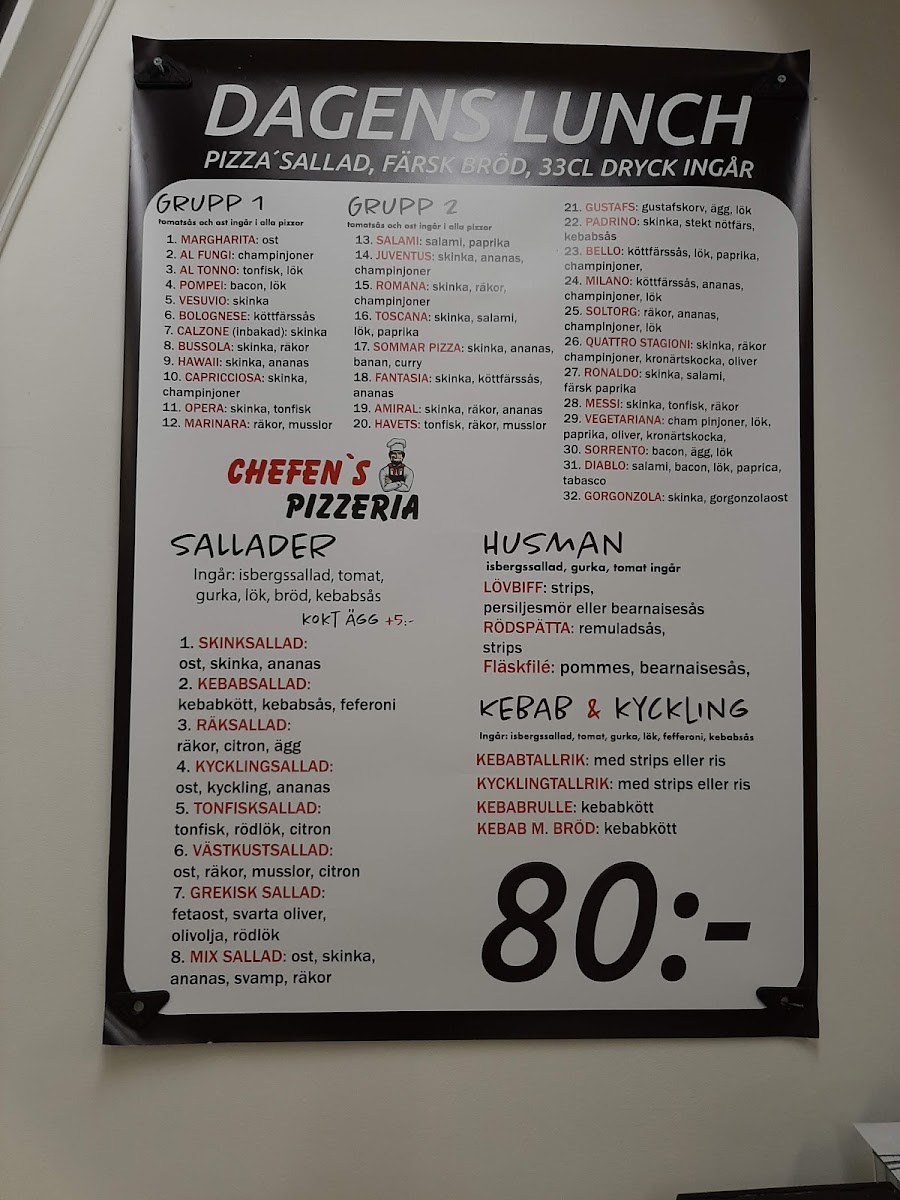 DAGENS LUNCH
PIZZA´SALLAD, FÄRSK BRÖD, 33CL DRYCK INGÅR
GRUPP 1
tomatsås och ost ingår i alla pizzor
1. MARGHARITA: ost
2. AL FUNGI: champinjoner
3. AL TONNO: tonfisk, lök
4. POMPEI: bacon, lök
5. VESUVIO: skinka
6. BOLOGNESE: köttfärssås
7. CALZONE (inbakad): skinka
8. BUSSOLA: skinka, räkor
9. HAWAII: skinka, ananas
10. CAPRICCIOSA: skinka,
champinjoner
11. OPERA: skinka, tonfisk
12. MARINARA: räkor, musslor
GRUPP 2
tomatsås och ost ingår i alla pizzor
13. SALAMI: salami, paprika
14. JUVENTUS: skinka, ananas,
champinjoner
15. ROMANA: skinka, räkor,
champinjoner
16. TOSCANA: skinka, salami,
lök, paprika
17. SOMMAR PIZZA: skinka, ananas,
banan, curry
18. FANTASIA: skinka, köttfärssås,
ananas
19. AMIRAL: skinka, räkor, ananas
20. HAVETS: tonfisk, räkor, musslor
21. GUSTAFS: gustafskorv, ägg, lök
22. PADRINO: skinka, stekt nötfärs,
kebabsås
23. BELLO: köttfärssås, lök, paprika,
champinjoner,
24. MILANO: köttfärssås, ananas,
champinjoner, lök
25. SOLTORG: räkor, ananas,
champinjoner, lök
26. QUATTRO STAGIONI: skinka, räkor
champinjoner, kronärtskocka, oliver
27. RONALDO: skinka, salami,
färsk paprika
28. MESSI: skinka, tonfisk, räkor
29. VEGETARIANA: cham pinjoner, lök,
paprika, oliver, kronärtskocka,
30. SORRENTO: bacon, ägg, lök
31. DIABLO: salami, bacon, lök, paprica,
tabasco
32. GORGONZOLA: skinka, gorgonzolaost
CHEFEN`S
PIZZERIA
SALLADER
Ingår: isbergssallad, tomat,
gurka, lök, bröd, kebabsås
KOKT ÄGG +5:-
1. SKINKSALLAD:
ost, skinka, ananas
2. KEBABSALLAD:
kebabkött, kebabsås, feferoni
3. RÄKSALLAD:
räkor, citron, ägg
4. KYCKLINGSALLAD:
ost, kyckling, ananas
5. TONFISKSALLAD:
tonfisk, rödlök, citron
6. VÄSTKUSTSALLAD:
ost, räkor, musslor, citron
7. GREKISK SALLAD:
fetaost, svarta oliver,
olivolja, rödlök
8. MIX SALLAD: ost, skinka,
ananas, svamp, räkor
HUSMAN
isbergssallad, gurka, tomat ingår
LÖVBIFF: strips,
persiljesmör eller bearnaisesås
RÖDSPÄTTA: remuladsås,
strips
Fläskfilé: pommes, bearnaisesås,
KEBAB & KYCKLING
Ingår: isbergssallad, tomat, gurka, lök, fefferoni, kebabsås
KEBABTALLRIK: med strips eller ris
KYCKLINGTALLRIK: med strips eller ris
KEBABRULLE: kebabkött
KEBAB M. BRÖD: kebabkött
80:-